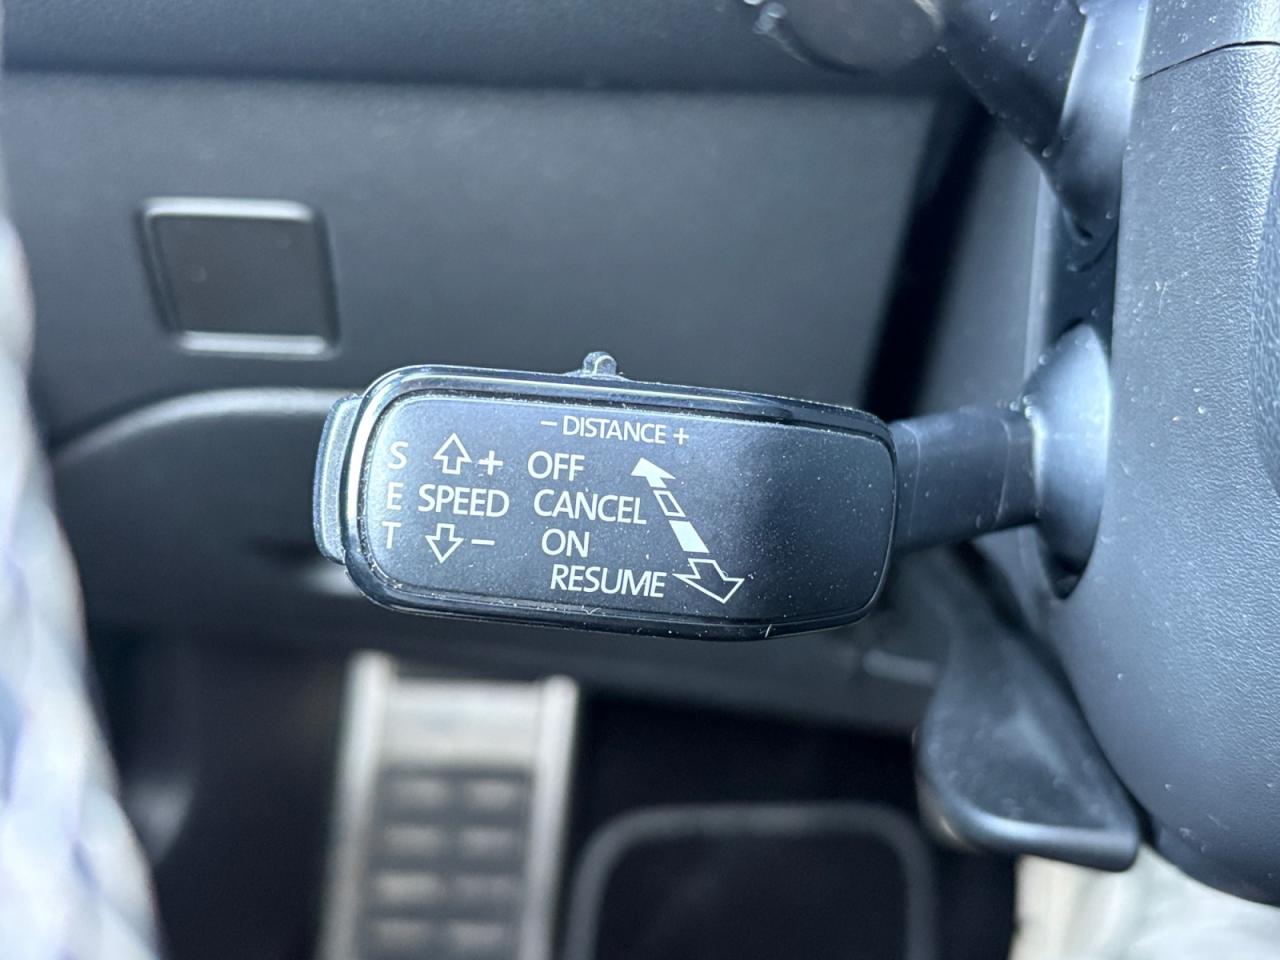 – DISTANCE +
S + OFF
E SPEED CANCEL
T – ON
RESUME